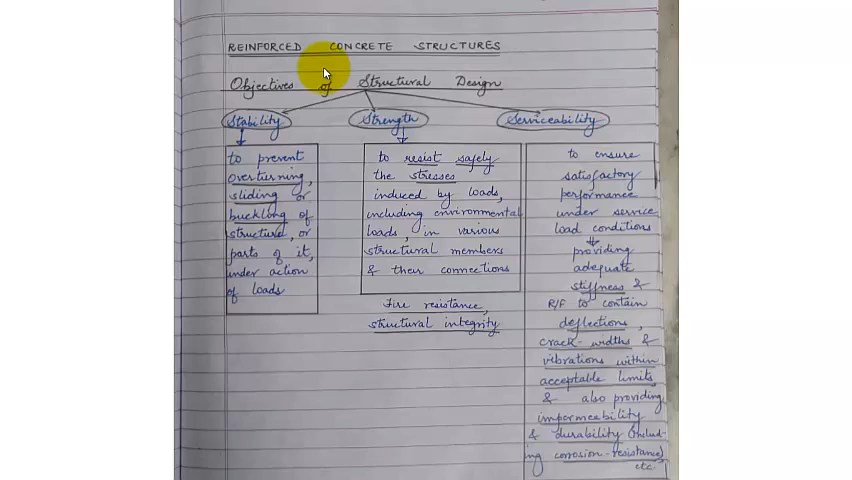 REINFORCED CONCRETE STRUCTURES
Objectives of Structural Design
Stability
to prevent
overturning,
sliding or
buckling of
structure, or
parts of it,
under action
of loads
Strength
to resist safely
the stresses
induced by loads,
including environmental
loads, in various
structural members
& their connections
Fire resistance,
structural integrity
Serviceability
to ensure
satisfactory
performance
under service
load conditions
providing
adequate
stiffness &
R/F to contain
deflections,
crack-widths &
vibrations within
acceptable limits,
& also providing
impermeability
& durability (includ-
ing corrosion-resistance)
etc.